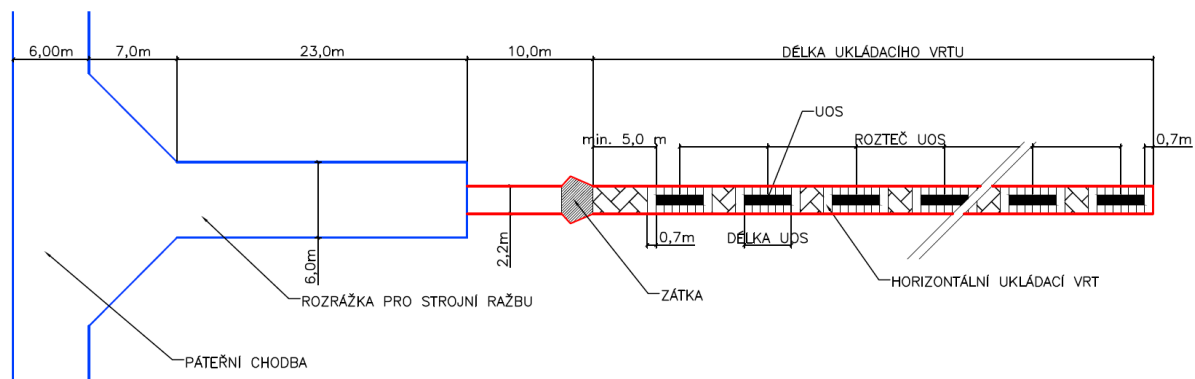 6,00m
7,0m
23,0m
10,0m
DÉLKA UKLÁDACÍHO VRTU
UOS
min. 5,0 m
ROZTEČ UOS
0,7m
6,0m
2,2m
0,7m
DÉLKA UOS
HORIZONTÁLNÍ UKLÁDACÍ VRT
ZÁTKA
ROZRÁŽKA PRO STROJNÍ RAŽBU
PÁTEŘNÍ CHODBA